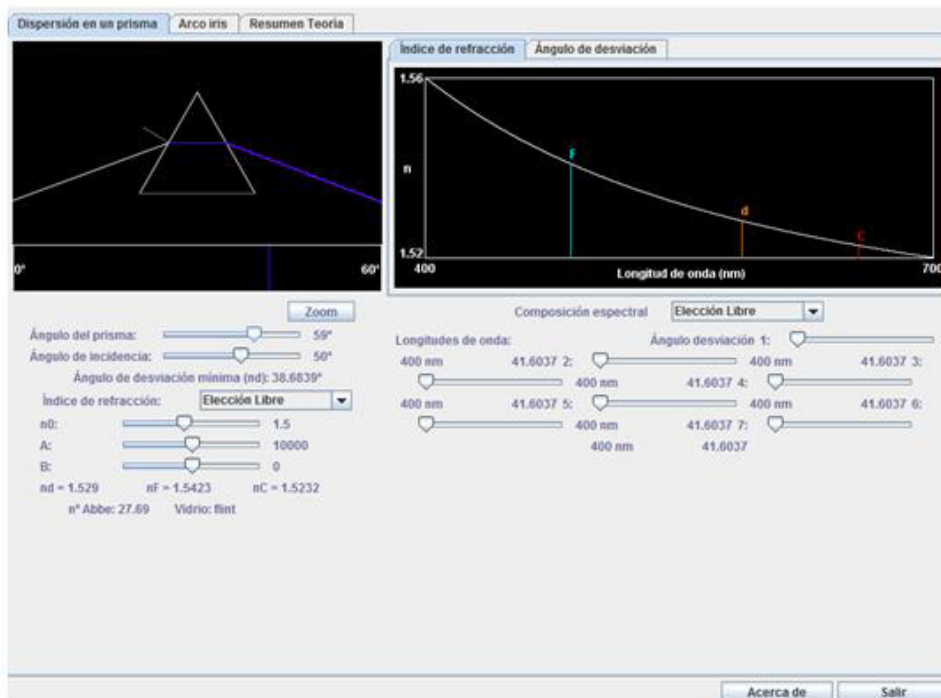 Dispersión en un prisma Arco iris Resumen Teoría
Índice de refracción Ángulo de desviación
1.56
F
n
d
C
1.52
400 Longitud de onda (nm) 700
0° 60°
Zoom
Ángulo del prisma: 59°
Ángulo de incidencia: 50°
Ángulo de desviación mínima (nd): 38.6839°
Índice de refracción: Elección Libre
n0: 1.5
A: 10000
B: 0
nd = 1.529 nF = 1.5423 nC = 1.5232
nº Abbe: 27.69 Vidrio: flint
Composición espectral Elección Libre
Longitudes de onda: Ángulo desviación 1:
400 nm 41.6037 2: 400 nm 41.6037 3:
400 nm 41.6037 4:
400 nm 41.6037 5: 400 nm 41.6037 6:
400 nm 41.6037 7:
400 nm 41.6037
Acerca de Salir